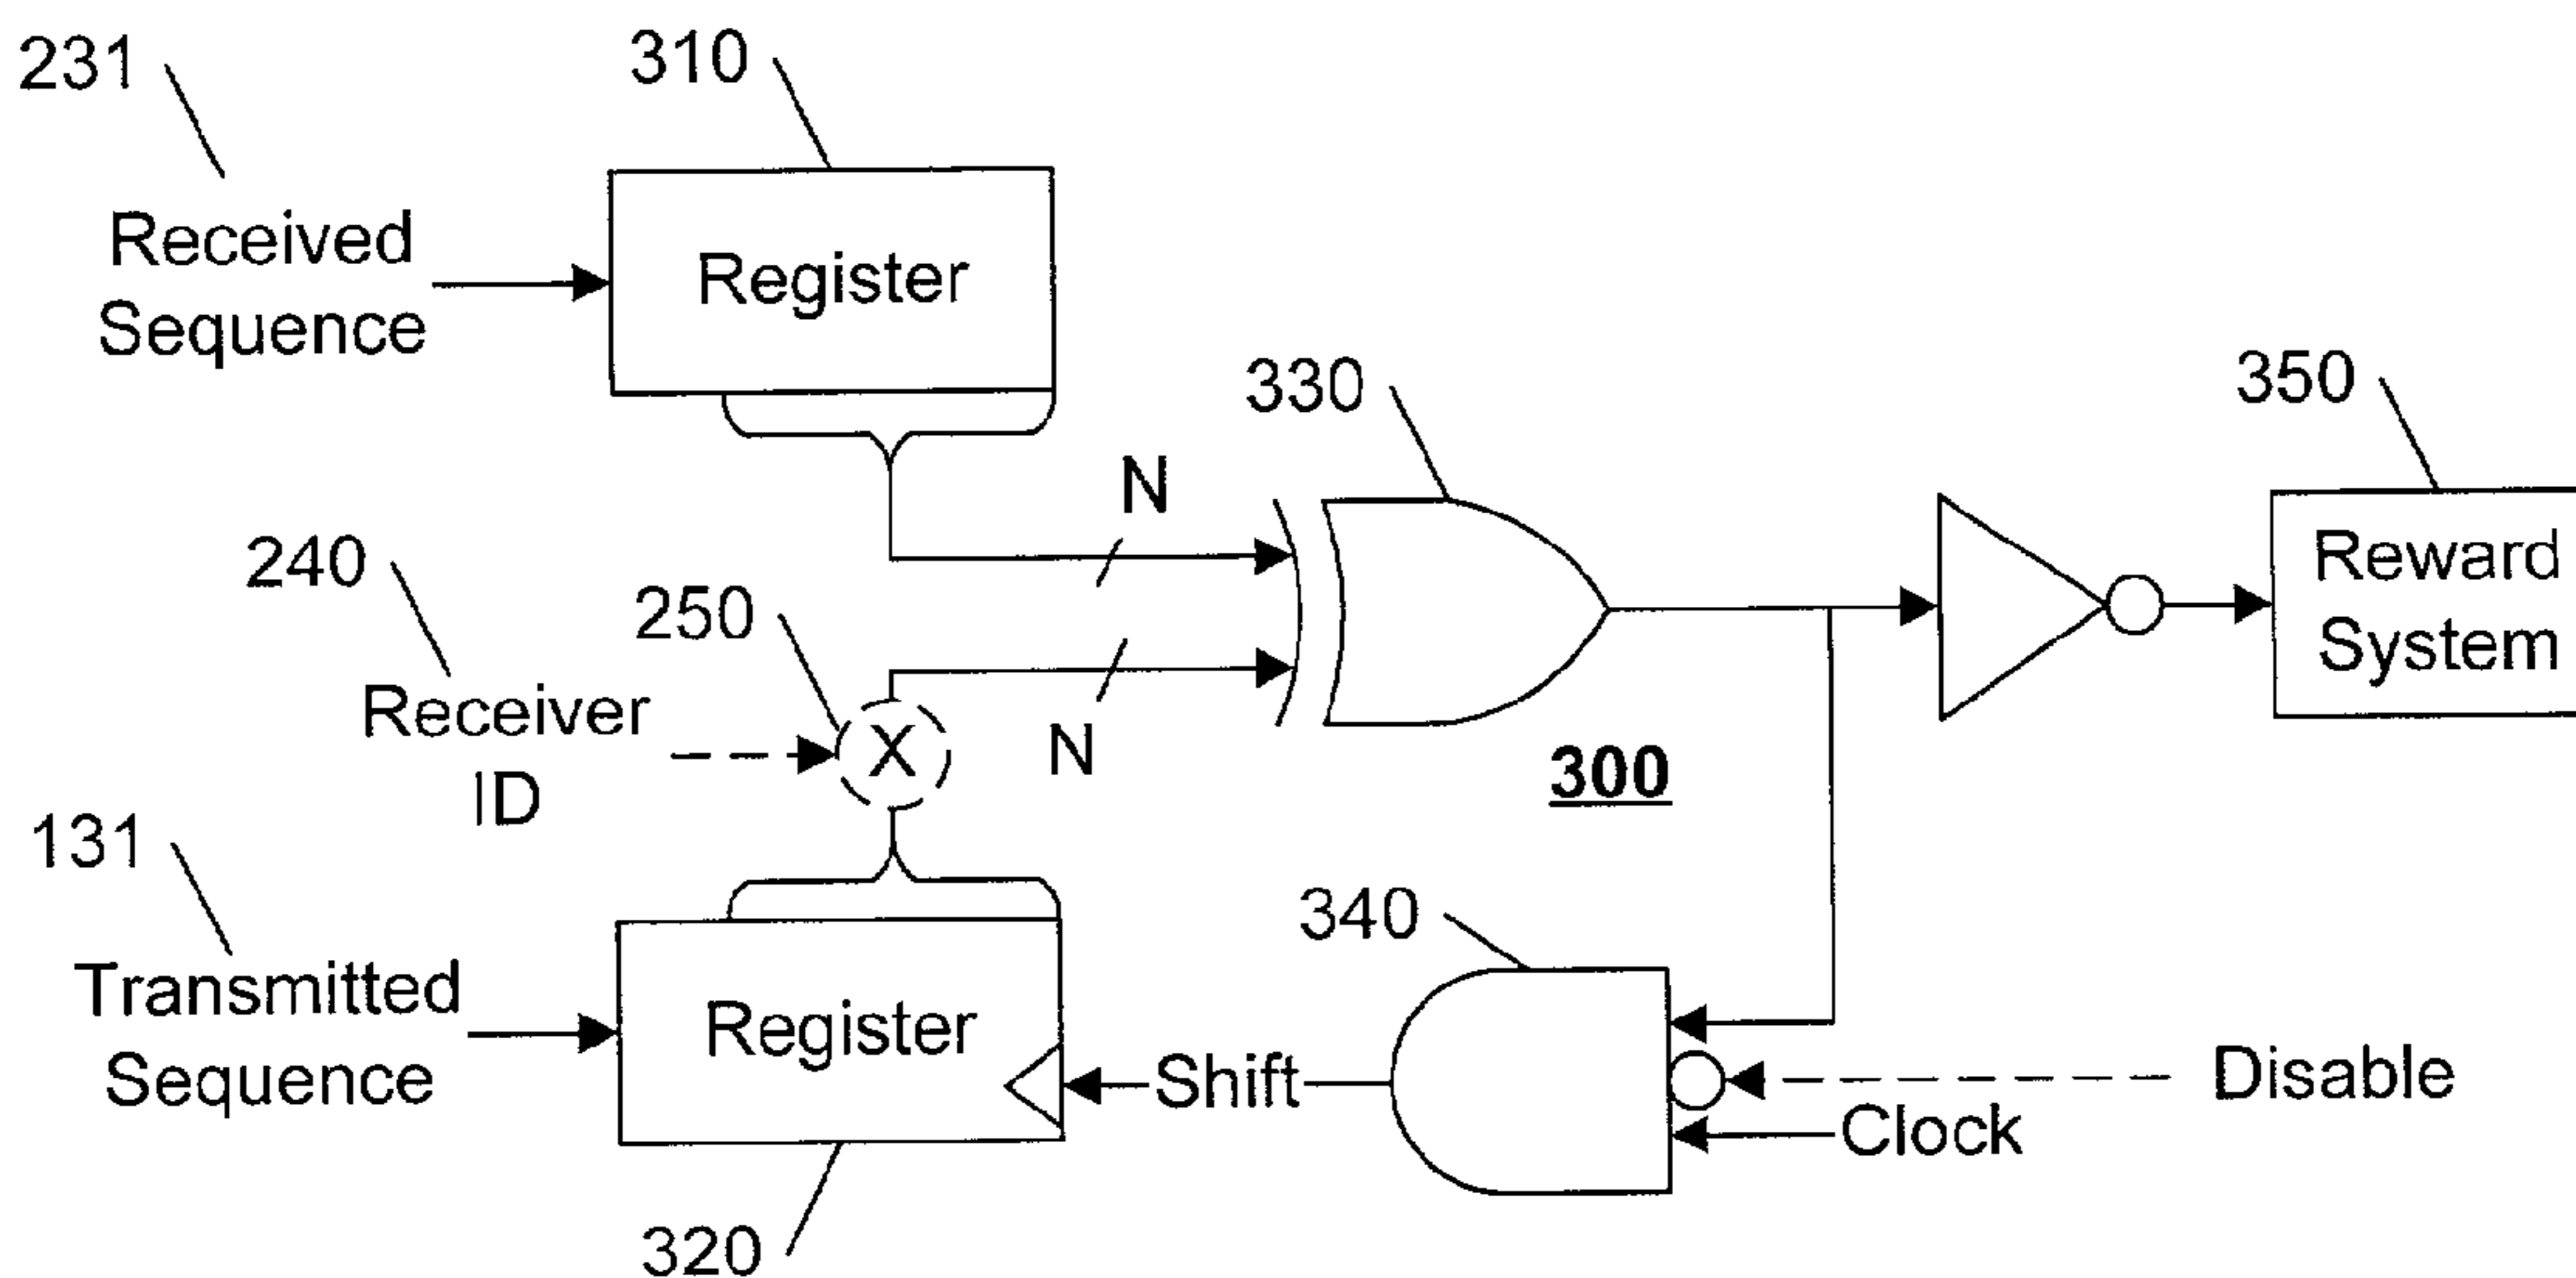 231
310
Received
Sequence
Register
N
330
350
Reward
System
240
250
Receiver
ID
X
N
300
131
Transmitted
Sequence
Register
340
Shift
Disable
Clock
320